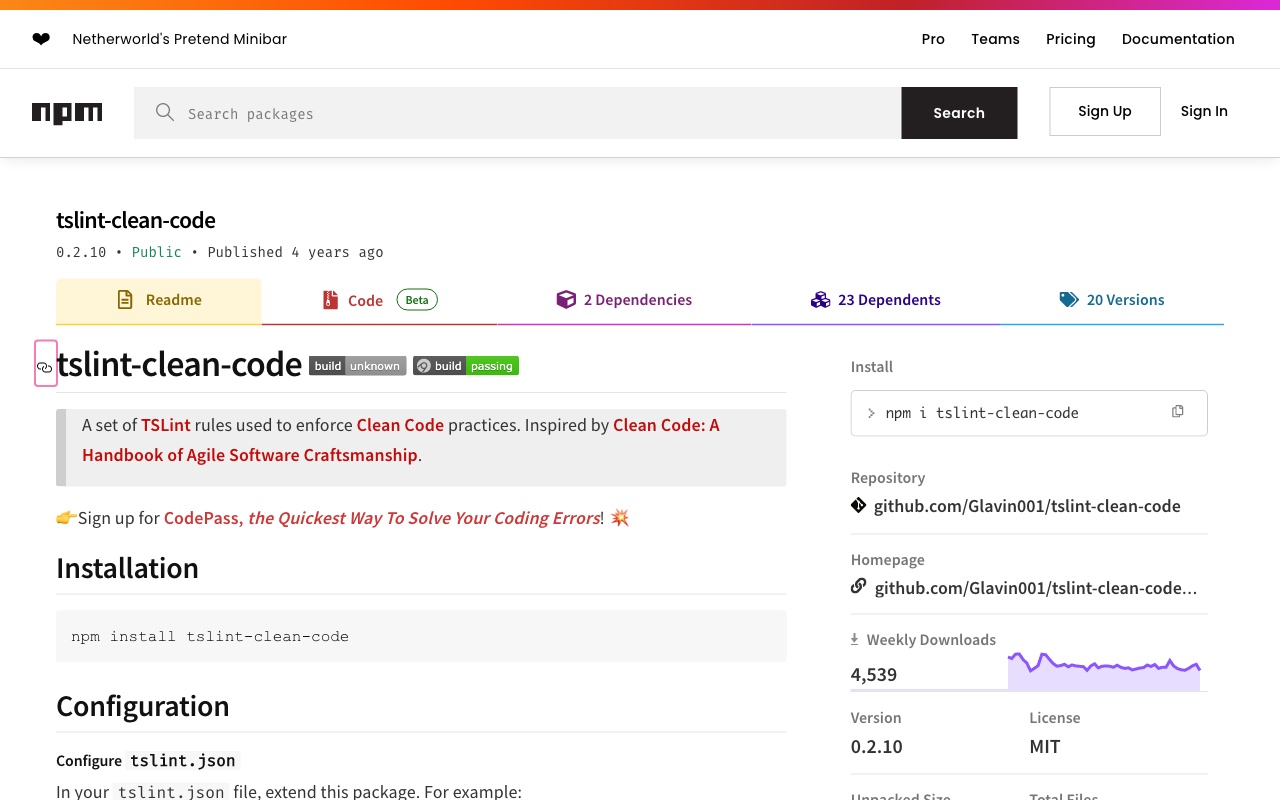 ❤ Netherworld's Pretend Minibar
Pro Teams Pricing Documentation
npm Search packages Search Sign Up Sign In
tslint-clean-code
0.2.10 • Public • Published 4 years ago
Readme Code Beta 2 Dependencies 23 Dependents 20 Versions
tslint-clean-code build unknown build passing
A set of TSLint rules used to enforce Clean Code practices. Inspired by Clean Code: A
Handbook of Agile Software Craftsmanship.
👉Sign up for CodePass, the Quickest Way To Solve Your Coding Errors! 💥
Installation
npm install tslint-clean-code
Configuration
Configure tslint.json
In your tslint.json file, extend this package. For example:
Install
> npm i tslint-clean-code
Repository
github.com/Glavin001/tslint-clean-code
Homepage
github.com/Glavin001/tslint-clean-code...
Weekly Downloads
4,539
Version License
0.2.10 MIT
Unpacked Size Total Files